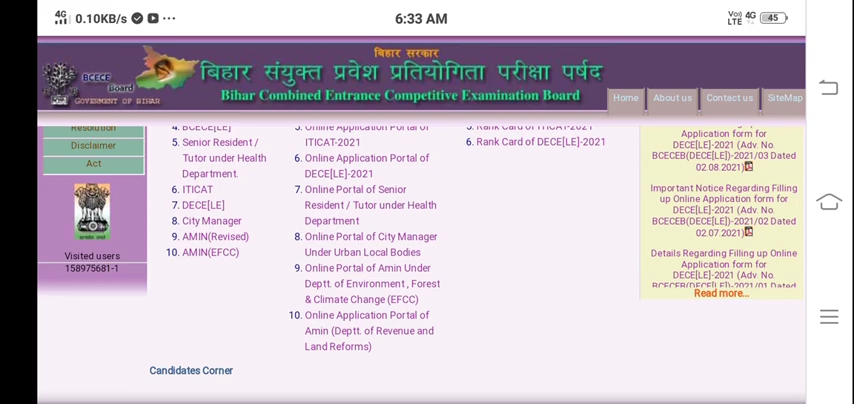 4G 0.10KB/s ••• 6:33 AM Vo)) LTE 4G 45
बिहार सरकार
BCECE
Board
बिहार संयुक्त प्रवेश प्रतियोगिता परीक्षा पर्षद
GOVERNMENT OF BIHAR
Bihar Combined Entrance Competitive Examination Board
Home About us Contact us SiteMap
Resolution
Disclaimer
Act
Visited users
158975681-1
4. BCECE[LE]
5. Senior Resident /
Tutor under Health
Department.
6. ITICAT
7. DECE[LE]
8. City Manager
9. AMIN(Revised)
10. AMIN(EFCC)
5. Online Application Portal of
ITICAT-2021
6. Online Application Portal of
DECE[LE]-2021
7. Online Portal of Senior
Resident / Tutor under Health
Department
8. Online Portal of City Manager
Under Urban Local Bodies
9. Online Portal of Amin Under
Deptt. of Environment , Forest
& Climate Change (EFCC)
10. Online Application Portal of
Amin (Deptt. of Revenue and
Land Reforms)
5. Rank Card of ITICAT-2021
6. Rank Card of DECE[LE]-2021
Application form for
DECE[LE]-2021 (Adv. No.
BCECEB(DECE[LE])-2021/03 Dated
02.08.2021)
Important Notice Regarding Filling
up Online Application form for
DECE[LE]-2021 (Adv. No.
BCECEB(DECE[LE])-2021/02 Dated
02.07.2021)
Details Regarding Filling up Online
Application form for
DECE[LE]-2021 (Adv. No.
BCECEB(DECE[LE])-2021/01 Dated
Read more...
Candidates Corner